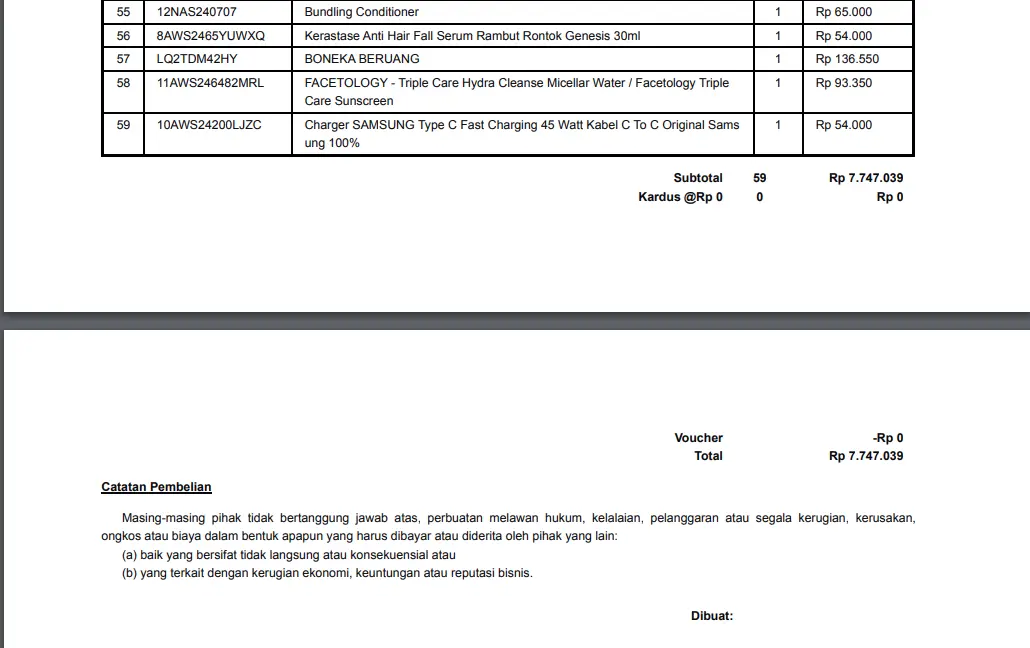 55 12NAS240707 Bundling Conditioner 1 Rp 65.000
56 8AWS2465YUWXQ Kerastase Anti Hair Fall Serum Rambut Rontok Genesis 30ml 1 Rp 54.000
57 LQ2TDM42HY BONEKA BERUANG 1 Rp 136.550
58 11AWS246482MRL FACETOLOGY - Triple Care Hydra Cleanse Micellar Water / Facetology Triple 1 Rp 93.350
Care Sunscreen
59 10AWS24200LJZC Charger SAMSUNG Type C Fast Charging 45 Watt Kabel C To C Original Sams 1 Rp 54.000
ung 100%
Subtotal 59 Rp 7.747.039
Kardus @Rp 0 0 Rp 0
Voucher -Rp 0
Total Rp 7.747.039
Catatan Pembelian
Masing-masing pihak tidak bertanggung jawab atas, perbuatan melawan hukum, kelalaian, pelanggaran atau segala kerugian, kerusakan,
ongkos atau biaya dalam bentuk apapun yang harus dibayar atau diderita oleh pihak yang lain:
(a) baik yang bersifat tidak langsung atau konsekuensial atau
(b) yang terkait dengan kerugian ekonomi, keuntungan atau reputasi bisnis.
Dibuat: